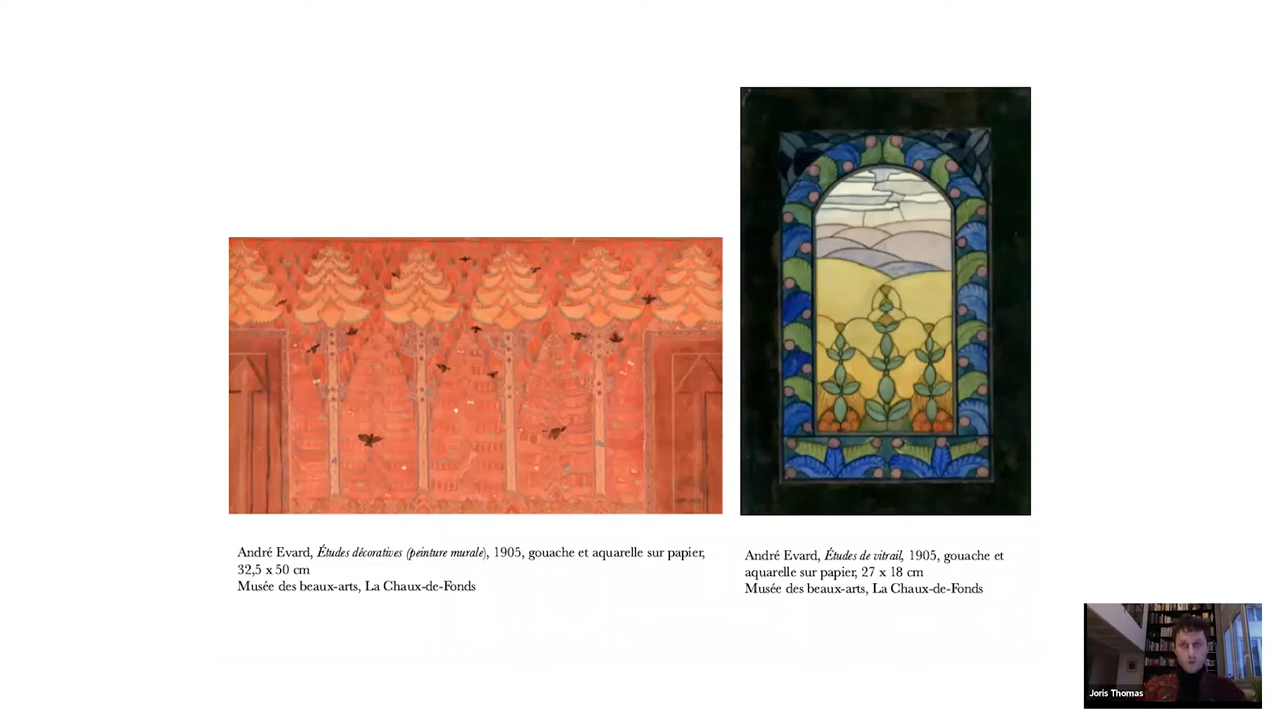 André Evard, Études décoratives (peinture murale), 1905, gouache et aquarelle sur papier,
32,5 x 50 cm
Musée des beaux-arts, La Chaux-de-Fonds
André Evard, Études de vitrail, 1905, gouache et
aquarelle sur papier, 27 x 18 cm
Musée des beaux-arts, La Chaux-de-Fonds
Joris Thomas